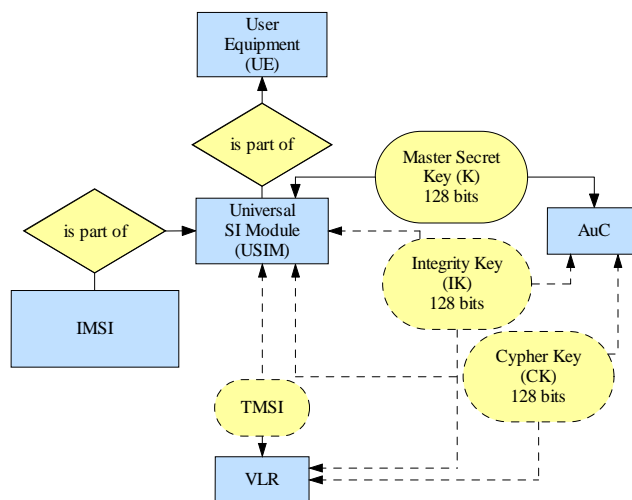 User
Equipment
(UE)
is part of
Master Secret
Key (K)
128 bits
is part of
Universal
SI Module
(USIM)
AuC
Integrity Key
(IK)
128 bits
IMSI
Cypher Key
(CK)
128 bits
TMSI
VLR